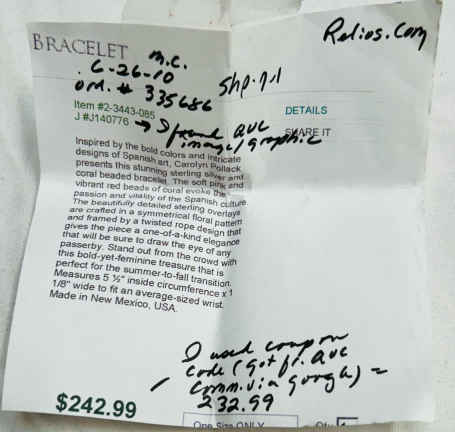 BRACELET
M.C.
Relios.Com
6-26-10
Shp. 7-1
OM. # 335686
Item #2-3443-085
J #J140776 → I found QVC
image/graphic
DETAILS
SHARE IT
Inspired by the bold colors and intricate
designs of Spanish art, Carolyn Pollack
presents this stunning sterling silver and
coral beaded bracelet. The soft pink and
vibrant red beads of coral evoke the
passion and vitality of the Spanish culture.
The beautifully detailed sterling overlays
are crafted in a symmetrical floral pattern
and framed by a twisted rope design that
gives the piece a one-of-a-kind elegance
that will be sure to draw the eye of any
passerby. Stand out from the crowd with
this bold-yet-feminine treasure that is
perfect for the summer-to-fall transition.
Measures 5 ½" inside circumference x 1
1/8" wide to fit an average-sized wrist.
Made in New Mexico, USA.
I used coupon
code (got fr. QVC
Comm. via googh) =
232.99
$242.99
One Size ONLY
Qty